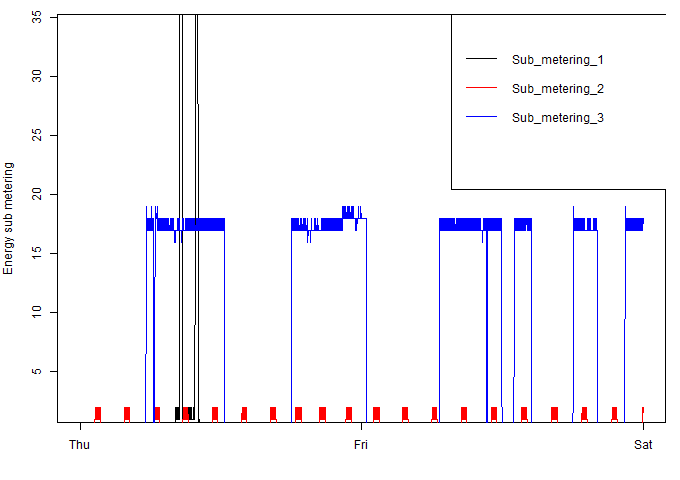 35
30
25
20
15
10
5
Energy sub metering
Sub_metering_1
Sub_metering_2
Sub_metering_3
Thu Fri Sat